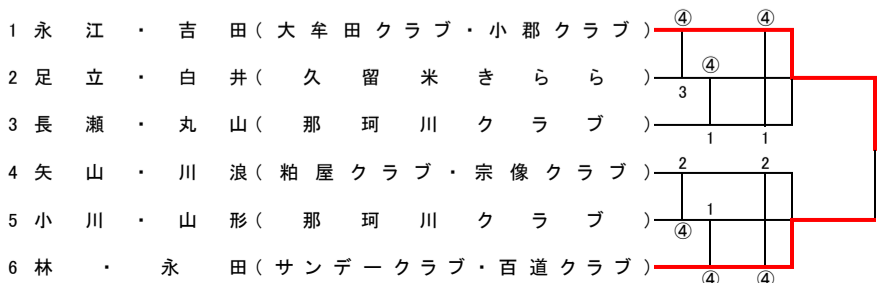 ④ ④
1 永江・吉田(大牟田クラブ・小郡クラブ)
④
2 足立・白井(久留米きらら)
3
3 長瀬・丸山(那珂川クラブ)
1 1
2 2
4 矢山・川浪(粕屋クラブ・宗像クラブ)
1
5 小川・山形(那珂川クラブ)
④
6 林・永田(サンデークラブ・百道クラブ)
④ ④